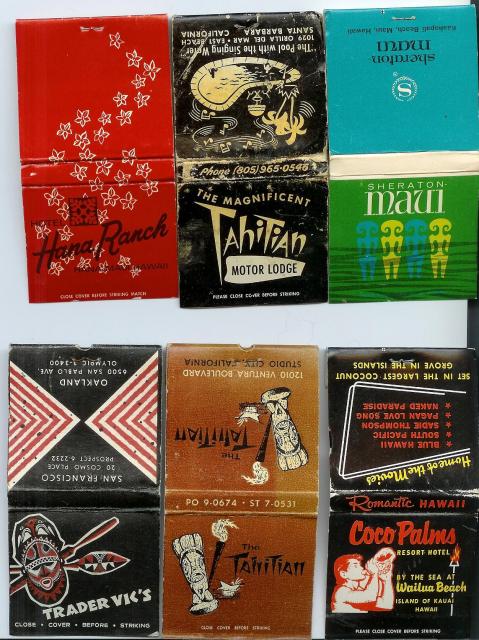 HOTEL
Hana Ranch
HANA, MAUI, HAWAII
CLOSE COVER BEFORE STRIKING MATCH
The Pool with the Singing Water
1029 ORILLA DEL MAR • EAST BEACH
SANTA BARBARA
CALIFORNIA
Phone (805) 965-0546
THE MAGNIFICENT
Tahitian
MOTOR LODGE
PLEASE CLOSE COVER BEFORE STRIKING
S
sheraton-
maui
Kaanapali Beach, Maui, Hawaii
SHERATON-
maui
SAN FRANCISCO
20 COSMO PLACE
PROSPECT 6-2232
OAKLAND
6500 SAN PABLO AVE
OLYMPIC 3-3400
TRADER VIC'S
CLOSE • COVER • BEFORE • STRIKING
The
TAHITIAN
12010 VENTURA BOULEVARD
STUDIO CITY, CALIFORNIA
PO 9-0674 • ST 7-0531
The
TAHITIAN
CLOSE COVER BEFORE STRIKING
Home of the Movies
★ BLUE HAWAII
★ SOUTH PACIFIC
★ SADIE THOMPSON
★ PAGAN LOVE SONG
★ NAKED PARADISE
SET IN THE LARGEST COCONUT
GROVE IN THE ISLANDS
Romantic HAWAII
Coco Palms
RESORT HOTEL
BY THE SEA AT
Wailua Beach
ISLAND OF KAUAI
HAWAII
PLEASE CLOSE COVER BEFORE STRIKING